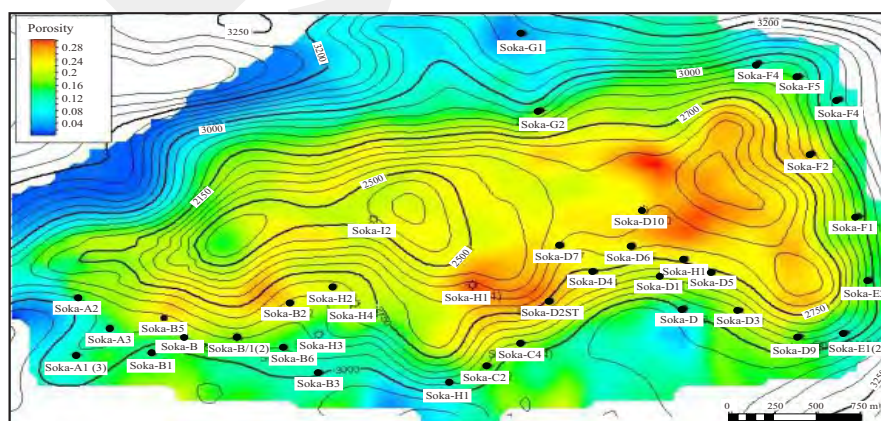 Porosity
0.28
0.24
0.20
0.16
0.12
0.08
0.04
3250
3200
3200
3000
3000
2700
2150
2500
2500
2750
3000
Soka-G1
Soka-F4
Soka-F5
Soka-F4
Soka-G2
Soka-F2
Soka-I2
Soka-D10
Soka-F1
Soka-D7
Soka-D6
Soka-H1
Soka-D4
Soka-D1
Soka-D5
Soka-A2
Soka-H2
Soka-H1
Soka-B2
Soka-H4
Soka-D2ST
Soka-D
Soka-D3
Soka-A3
Soka-B5
Soka-B
Soka-B/1(2)
Soka-H3
Soka-C4
Soka-D9
Soka-E1(2
Soka-A1 (3)
Soka-B1
Soka-B6
Soka-B3
Soka-C2
Soka-H1
0
250
500
750 m